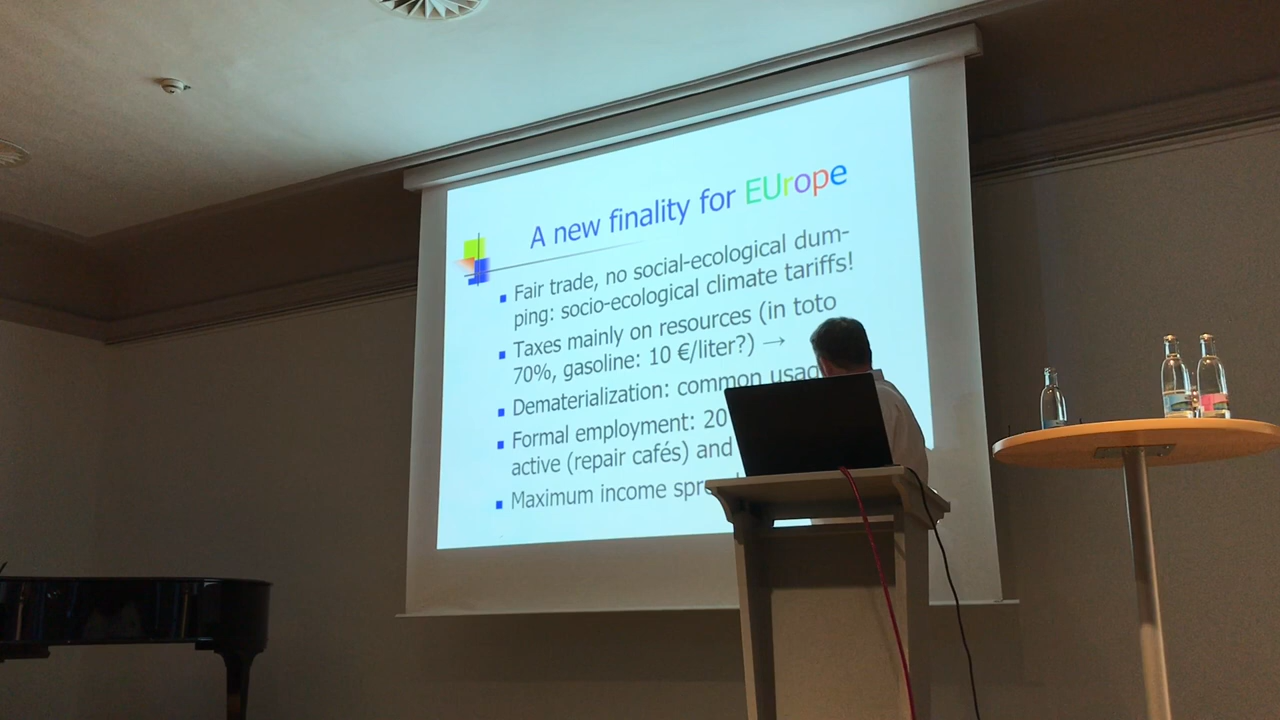 A new finality for EUrope
Fair trade, no social-ecological dum-
ping: socio-ecological climate tariffs!
Taxes mainly on resources (in toto
70%, gasoline: 10 €/liter?) →
Dematerialization: common usag
Formal employment: 20
active (repair cafés) and
Maximum income spre